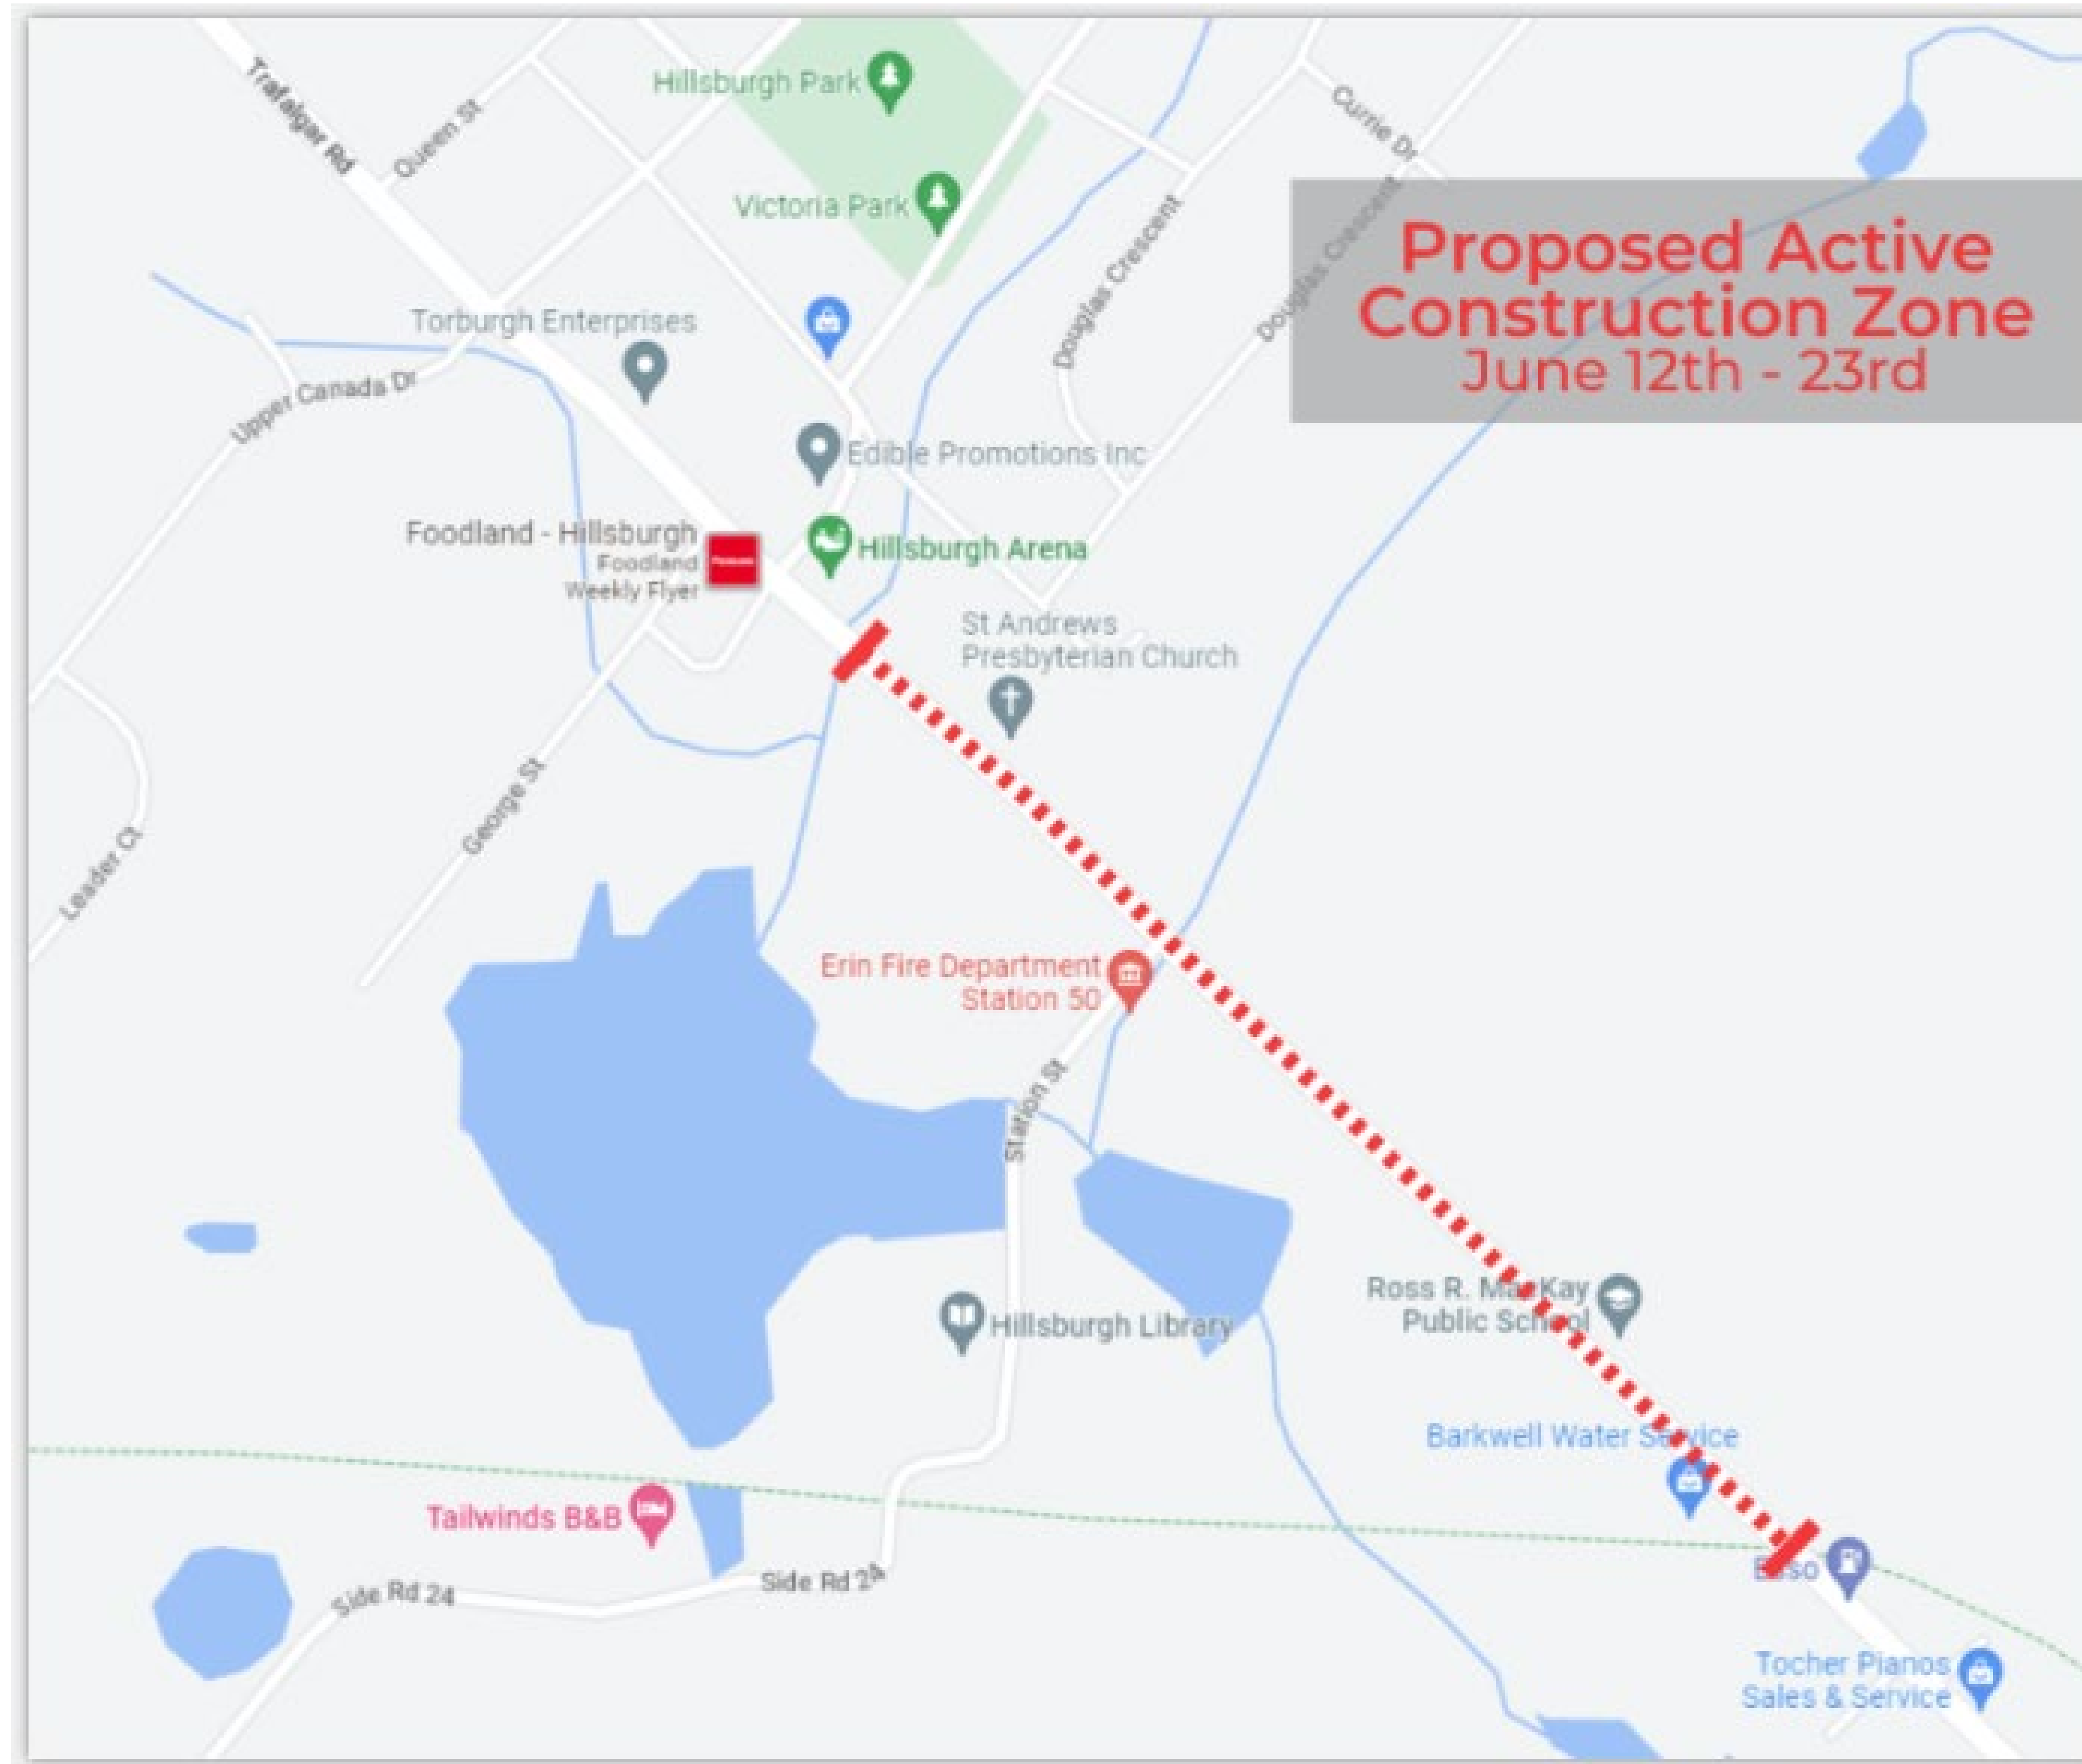 Hillsburgh Park
Trafalgar Rd
Queen St
Currie Dr
Victoria Park
Douglas Crescent
Douglas Crescent
Proposed Active
Construction Zone
June 12th - 23rd
Torburgh Enterprises
Upper Canada Dr
Edible Promotions Inc
Foodland - Hillsburgh
Foodland
Weekly Flyer
Hillsburgh Arena
St Andrews
Presbyterian Church
George St
Leader Ct
Erin Fire Department
Station 50
Station St
Ross R. MacKay
Public School
Hillsburgh Library
Barkwell Water Service
Tailwinds B&B
Esso
Side Rd 24
Side Rd 24
Tocher Pianos
Sales & Service